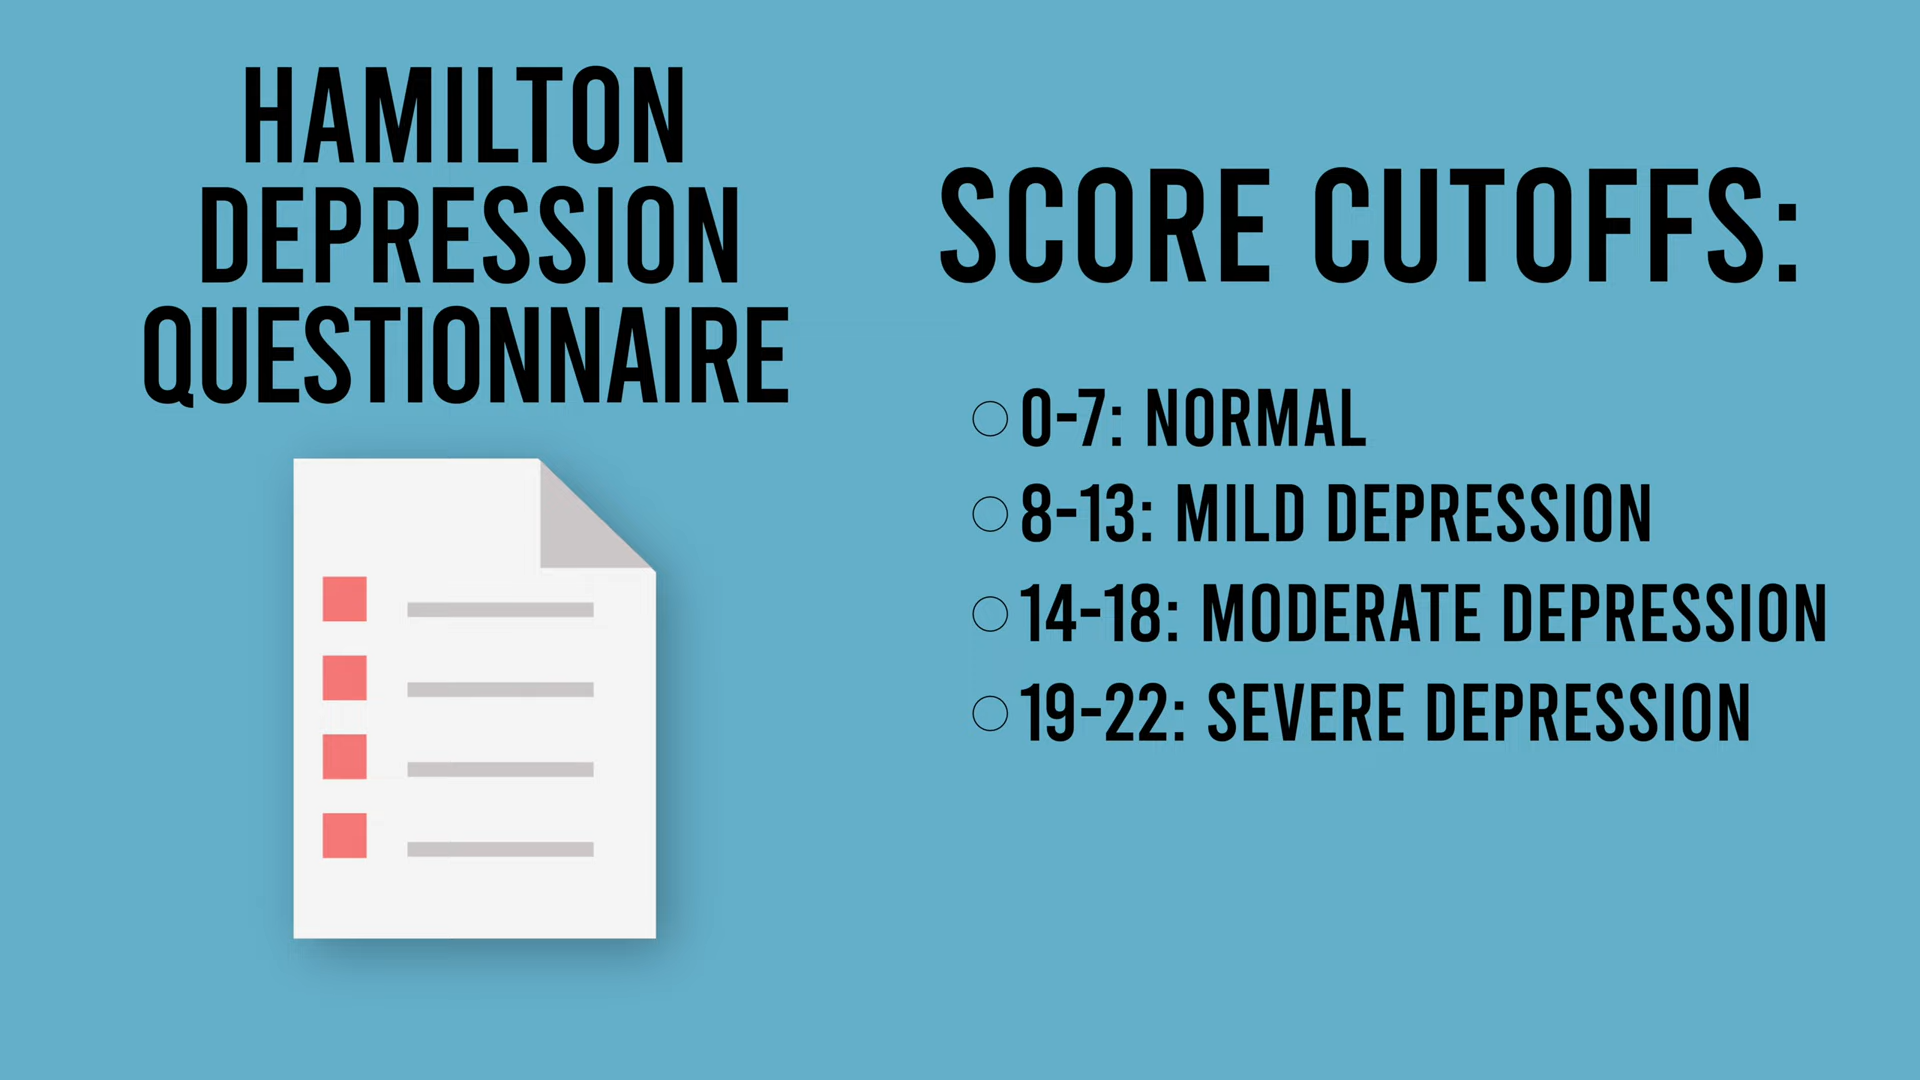 HAMILTON
DEPRESSION
QUESTIONNAIRE
SCORE CUTOFFS:
0-7: NORMAL
8-13: MILD DEPRESSION
14-18: MODERATE DEPRESSION
19-22: SEVERE DEPRESSION